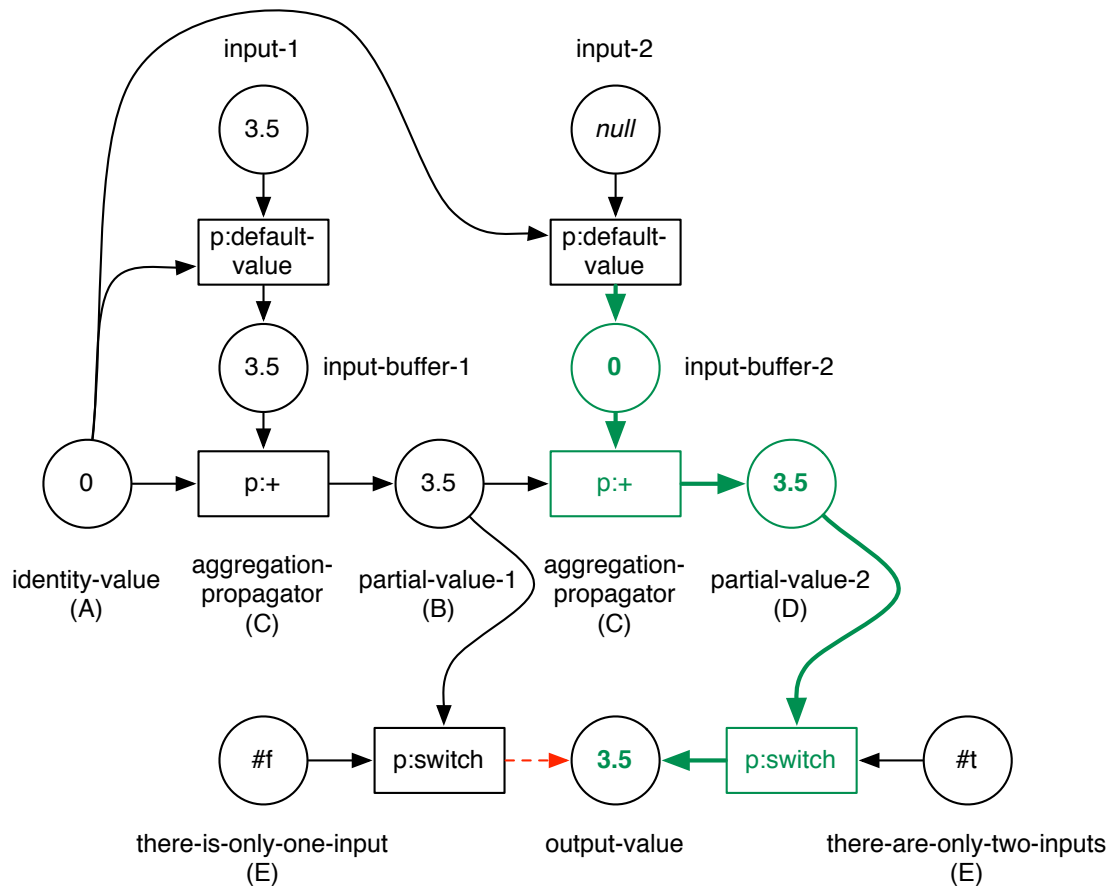 input-1
input-2
3.5
null
p:default-
value
p:default-
value
3.5
input-buffer-1
0
input-buffer-2
0
p:+
3.5
p:+
3.5
identity-value
(A)
aggregation-
propagator
(C)
partial-value-1
(B)
aggregation-
propagator
(C)
partial-value-2
(D)
#f
p:switch
3.5
p:switch
#t
there-is-only-one-input
(E)
output-value
there-are-only-two-inputs
(E)